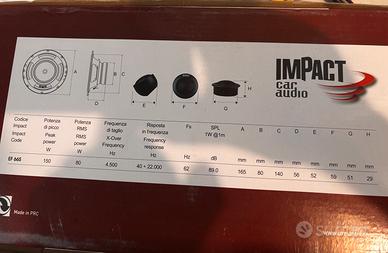 A
B
C
D
E
F
G
H
IMPACT
car
audio
Codice Impact Impact Code
Potenza di picco Peak power W
Potenza RMS RMS power W
Frequenza di taglio X-Over Frequency Hz
Risposta in frequenza Frequency response Hz
Fs Hz
SPL 1W @1m dB
A mm
B mm
C mm
D mm
E mm
F mm
G mm
H mm
150 80 4.500 40÷22.000 62 89.0 165 80 140 56 52 59 51 29
Made in PRC